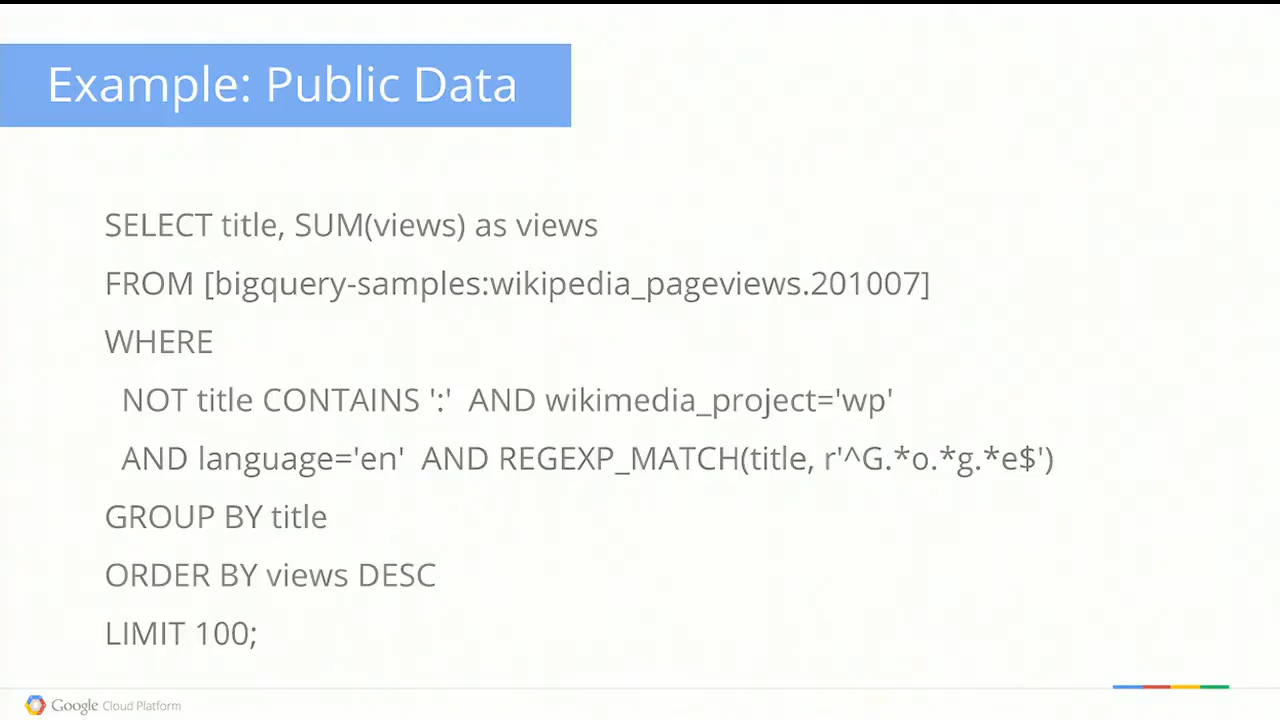 Example: Public Data
SELECT title, SUM(views) as views
FROM [bigquery-samples:wikipedia_pageviews.201007]
WHERE
NOT title CONTAINS ':' AND wikimedia_project='wp'
AND language='en' AND REGEXP_MATCH(title, r'^G.*o.*g.*e$')
GROUP BY title
ORDER BY views DESC
LIMIT 100;
Google Cloud Platform